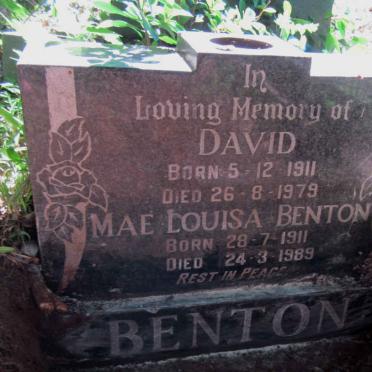 In
Loving Memory of
DAVID
BORN 5-12 1911
DIED 26-8-1979
MAE LOUISA BENTON
BORN 28-7 1911
DIED 24-3 1989
REST IN PEACE
BENTON